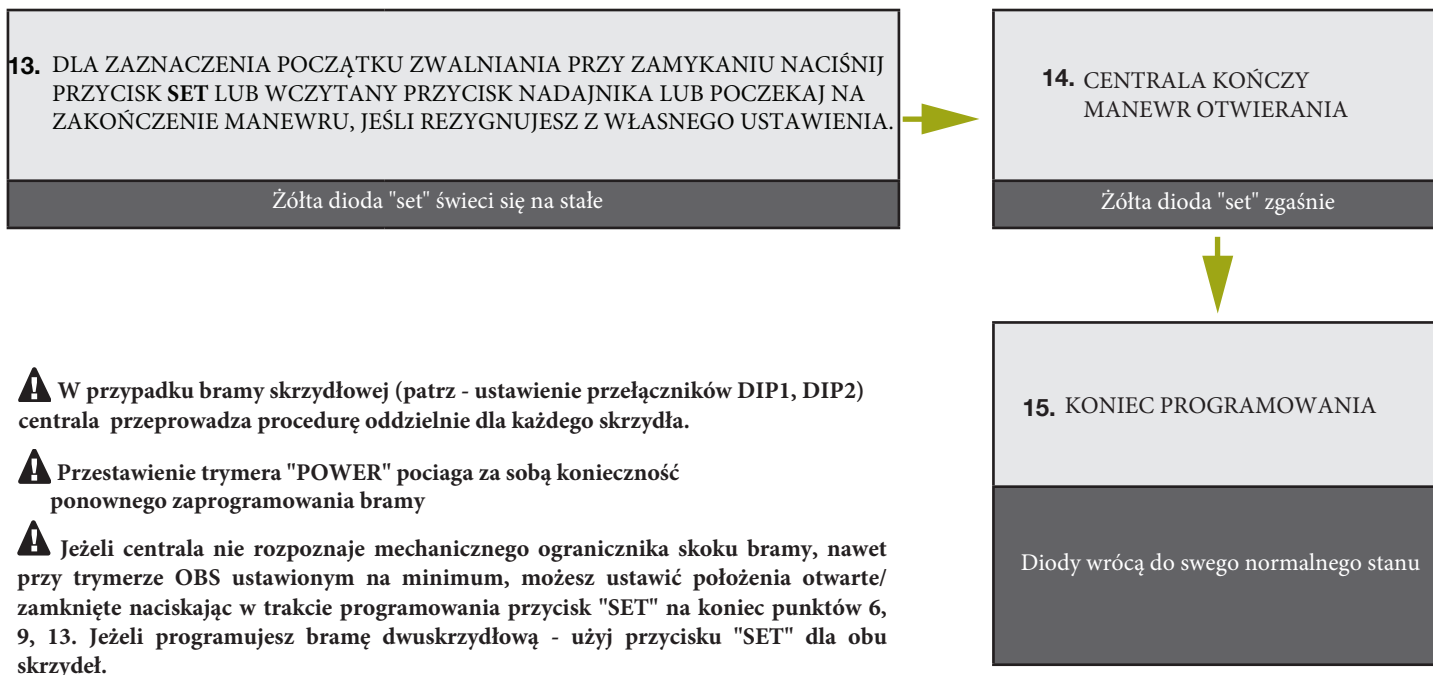 13. DLA ZAZNACZENIA POCZĄTKU ZWALNIANIA PRZY ZAMYKANIU NACIŚNIJ
PRZYCISK SET LUB WCZYTANY PRZYCISK NADAJNIKA LUB POCZEKAJ NA
ZAKOŃCZENIE MANEWRU, JEŚLI REZYGNUJESZ Z WŁASNEGO USTAWIENIA.
Żółta dioda "set" świeci się na stałe
14. CENTRALA KOŃCZY
MANEWR OTWIERANIA
Żółta dioda "set" zgaśnie
15. KONIEC PROGRAMOWANIA
Diody wrócą do swego normalnego stanu
W przypadku bramy skrzydłowej (patrz - ustawienie przełączników DIP1, DIP2)
centrala przeprowadza procedurę oddzielnie dla każdego skrzydła.
Przestawienie trymera "POWER" pociaga za sobą konieczność
ponownego zaprogramowania bramy
Jeżeli centrala nie rozpoznaje mechanicznego ogranicznika skoku bramy, nawet
przy trymerze OBS ustawionym na minimum, możesz ustawić położenia otwarte/
zamknięte naciskając w trakcie programowania przycisk "SET" na koniec punktów 6,
9, 13. Jeżeli programujesz bramę dwuskrzydłową - użyj przycisku "SET" dla obu
skrzydeł.